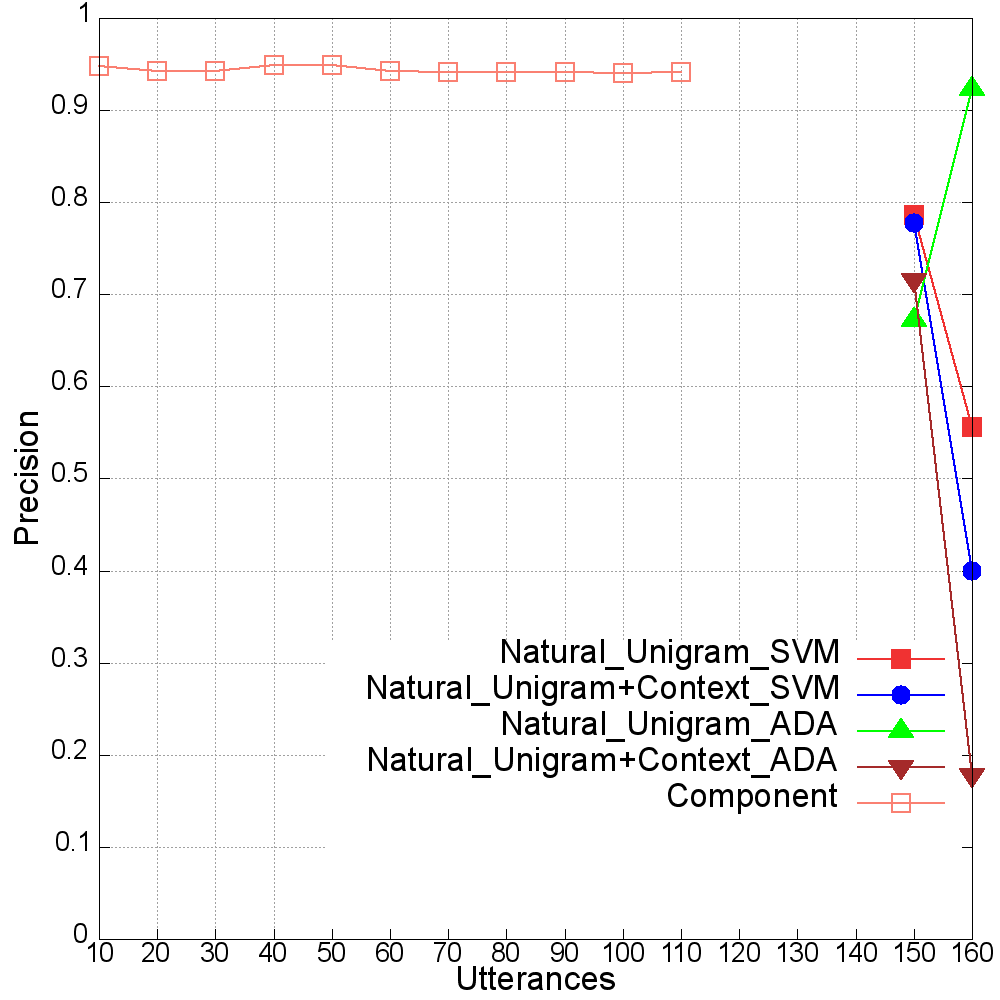 1
0.9
0.8
0.7
0.6
0.5
0.4
0.3
0.2
0.1
0
Precision
Natural_Unigram_SVM
Natural_Unigram+Context_SVM
Natural_Unigram_ADA
Natural_Unigram+Context_ADA
Component
10 20 30 40 50 60 70 80 90 100 110 120 130 140 150 160
Utterances